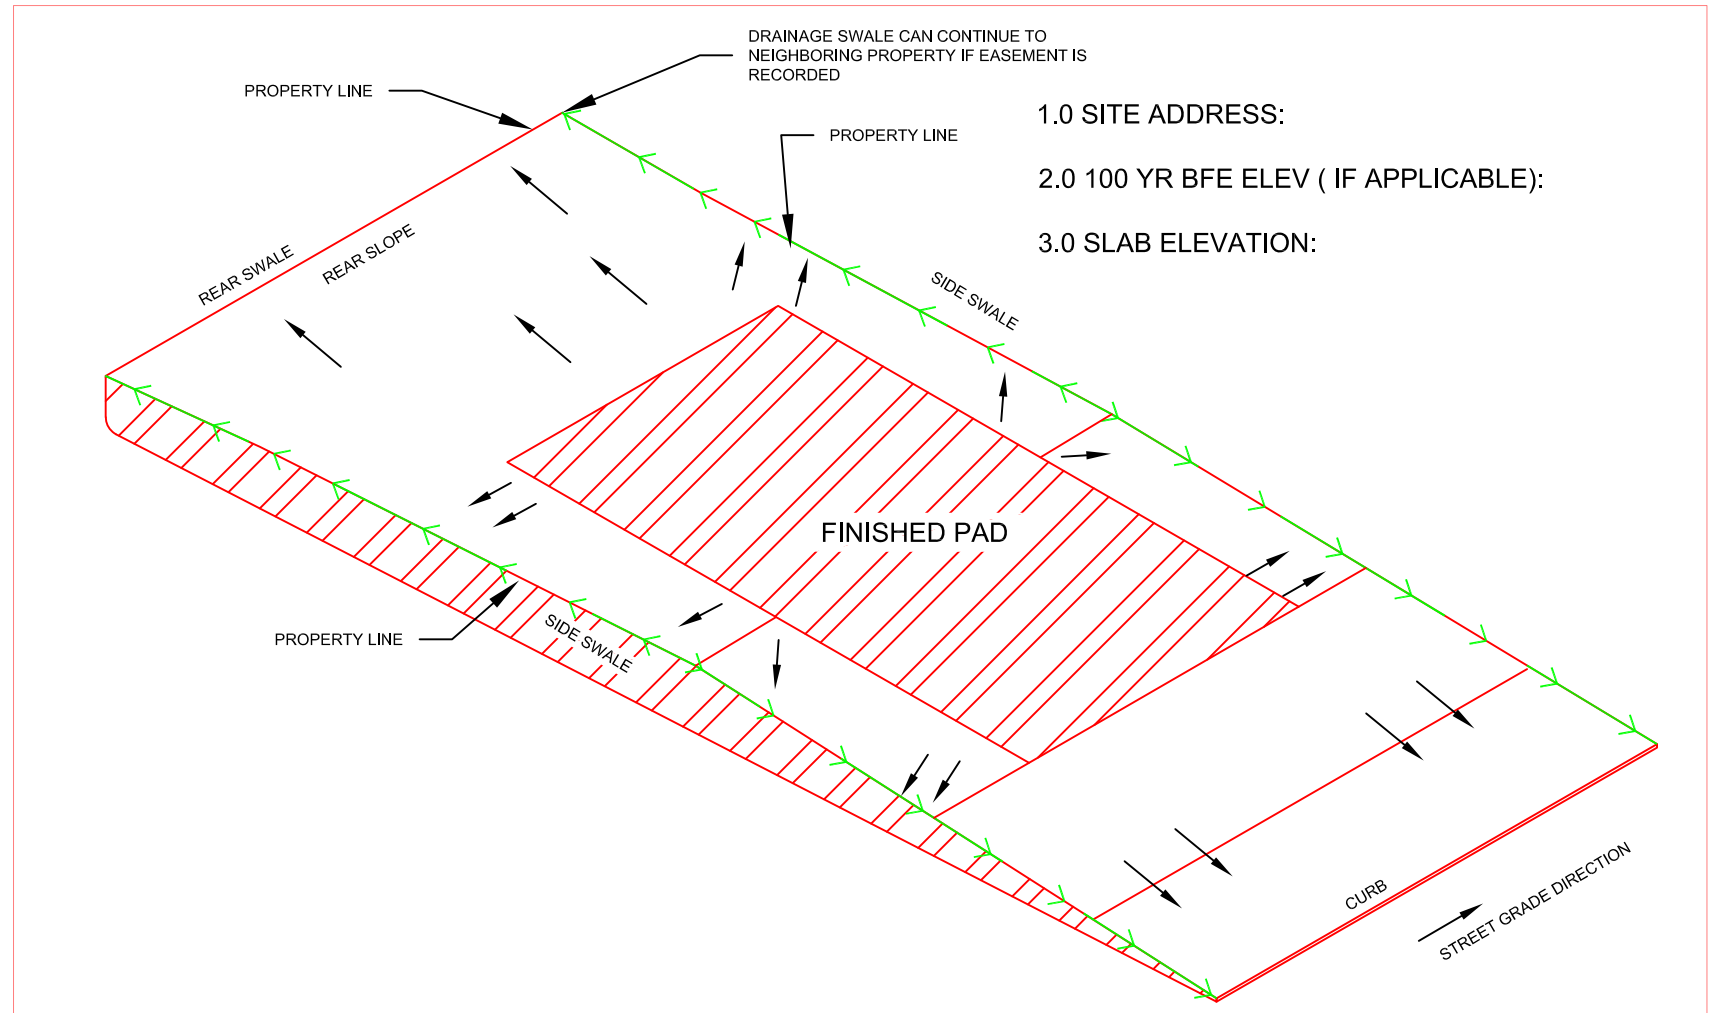 DRAINAGE SWALE CAN CONTINUE TO
NEIGHBORING PROPERTY IF EASEMENT IS
RECORDED
PROPERTY LINE
PROPERTY LINE
1.0 SITE ADDRESS:
2.0 100 YR BFE ELEV ( IF APPLICABLE):
3.0 SLAB ELEVATION:
REAR SWALE
REAR SLOPE
SIDE SWALE
FINISHED PAD
PROPERTY LINE
SIDE SWALE
CURB
STREET GRADE DIRECTION